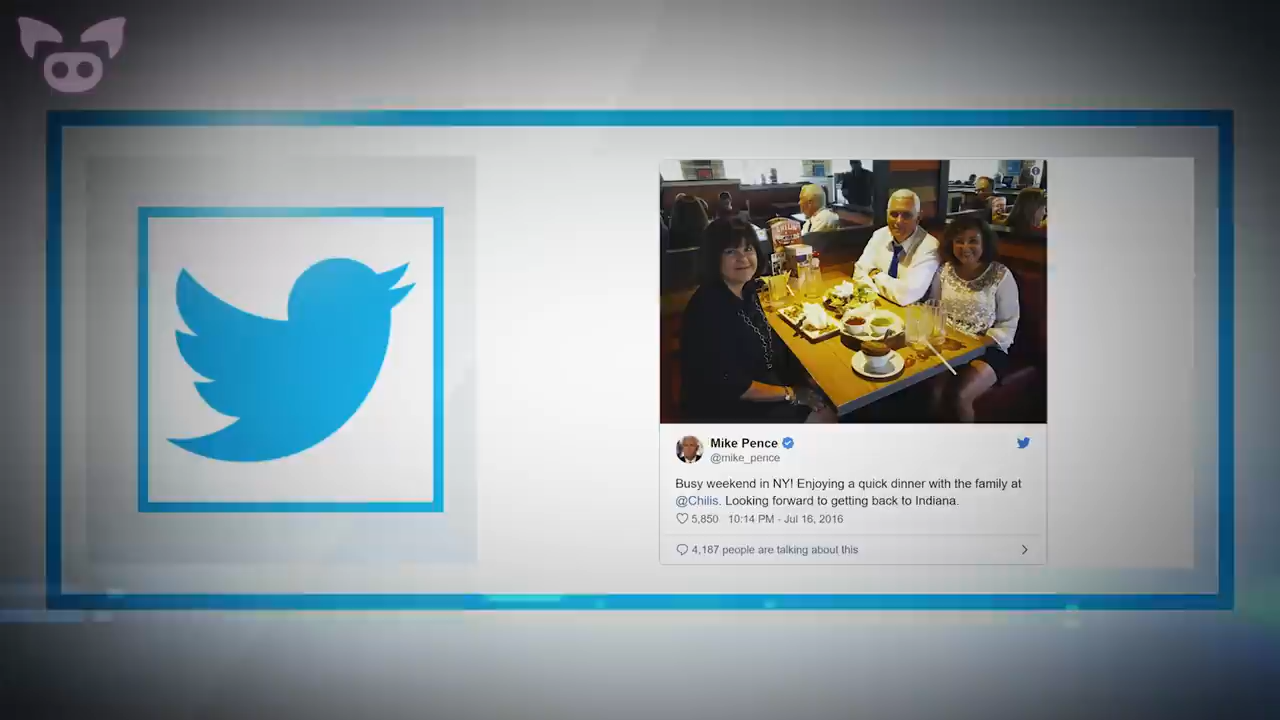 Mike Pence
@mike_pence
Busy weekend in NY! Enjoying a quick dinner with the family at
@Chilis. Looking forward to getting back to Indiana.
5,850 10:14 PM - Jul 16, 2016
4,187 people are talking about this